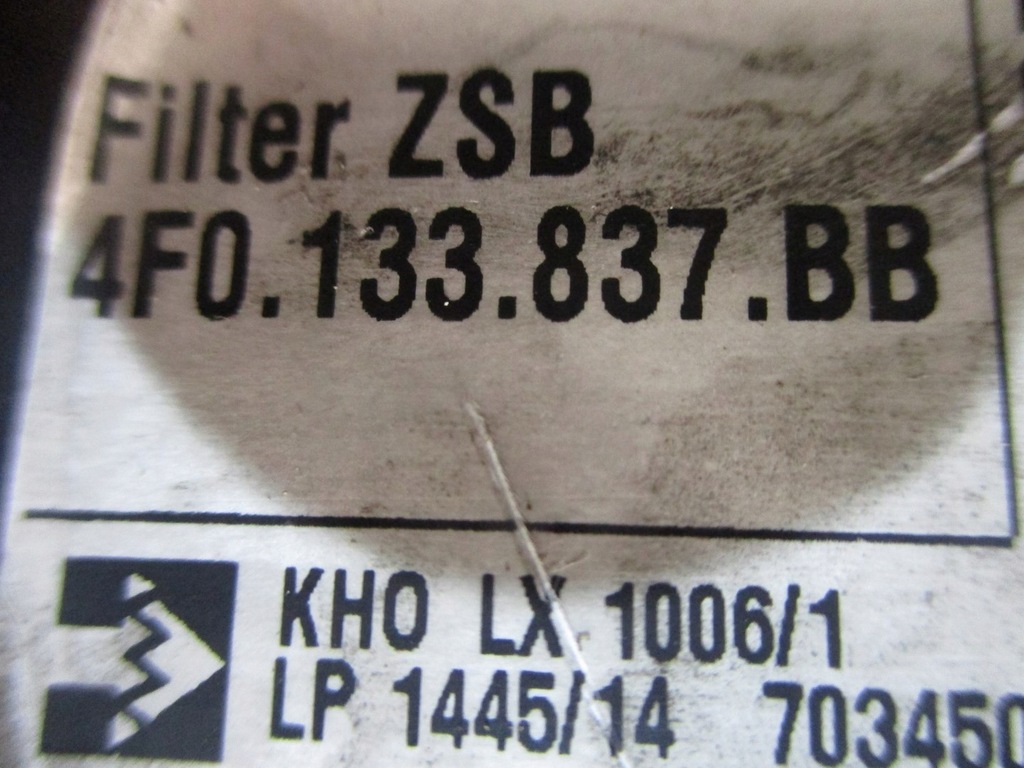 Filter ZSB
4F0.133.837.BB
KHO LX 1006/1
LP 1445/14 703450